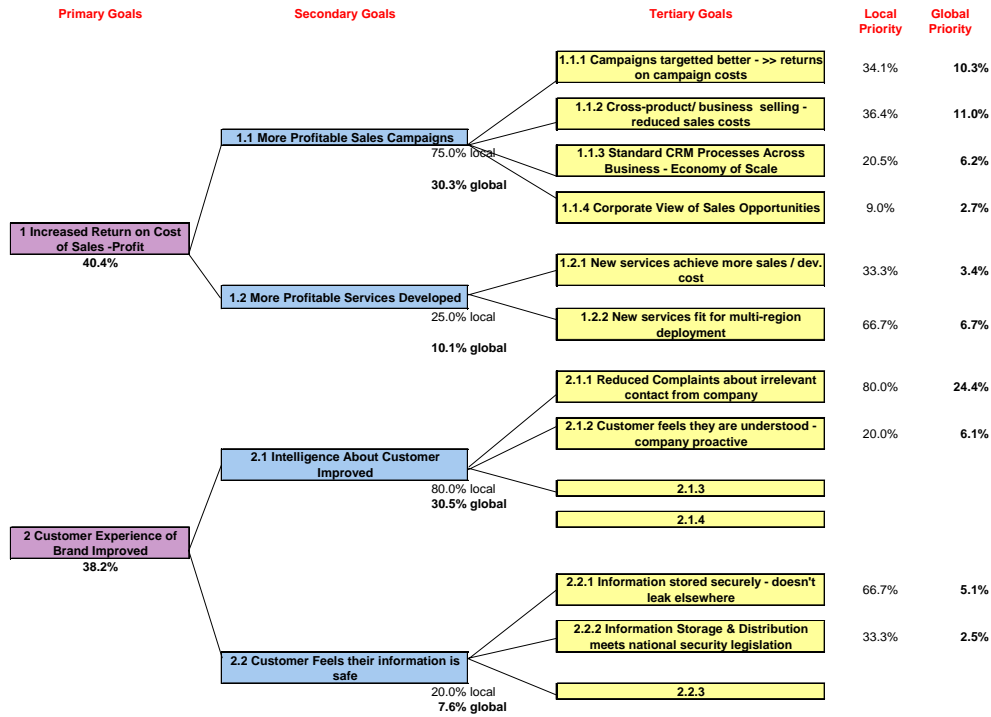 Primary Goals
Secondary Goals
Tertiary Goals
Local
Priority
Global
Priority
1.1.1 Campaigns targetted better - >> returns
on campaign costs
34.1%
10.3%
1.1.2 Cross-product/ business selling -
reduced sales costs
36.4%
11.0%
1.1 More Profitable Sales Campaigns
75.0% local
30.3% global
1.1.3 Standard CRM Processes Across
Business - Economy of Scale
20.5%
6.2%
1.1.4 Corporate View of Sales Opportunities
9.0%
2.7%
1 Increased Return on Cost
of Sales -Profit
40.4%
1.2.1 New services achieve more sales / dev.
cost
33.3%
3.4%
1.2 More Profitable Services Developed
25.0% local
10.1% global
1.2.2 New services fit for multi-region
deployment
66.7%
6.7%
2.1.1 Reduced Complaints about irrelevant
contact from company
80.0%
24.4%
2.1.2 Customer feels they are understood -
company proactive
20.0%
6.1%
2.1 Intelligence About Customer
Improved
80.0% local
30.5% global
2.1.3
2.1.4
2 Customer Experience of
Brand Improved
38.2%
2.2.1 Information stored securely - doesn't
leak elsewhere
66.7%
5.1%
2.2.2 Information Storage & Distribution
meets national security legislation
33.3%
2.5%
2.2 Customer Feels their information is
safe
20.0% local
7.6% global
2.2.3